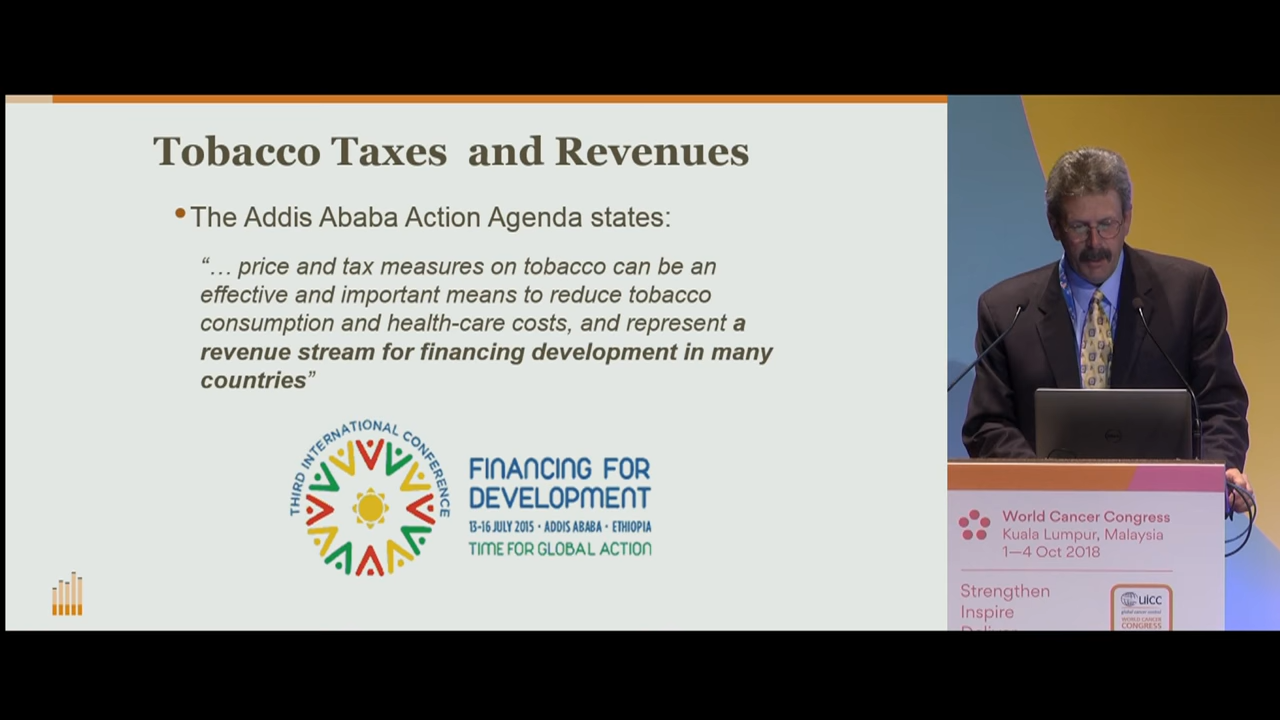 Tobacco Taxes and Revenues
•The Addis Ababa Action Agenda states:
“… price and tax measures on tobacco can be an
effective and important means to reduce tobacco
consumption and health-care costs, and represent a
revenue stream for financing development in many
countries”
THIRD INTERNATIONAL CONFERENCE
FINANCING FOR
DEVELOPMENT
13-16 JULY 2015 · ADDIS ABABA · ETHIOPIA
TIME FOR GLOBAL ACTION
World Cancer Congress
Kuala Lumpur, Malaysia
1—4 Oct 2018
Strengthen
Inspire
uicc
global cancer control
WORLD CANCER
CONGRESS